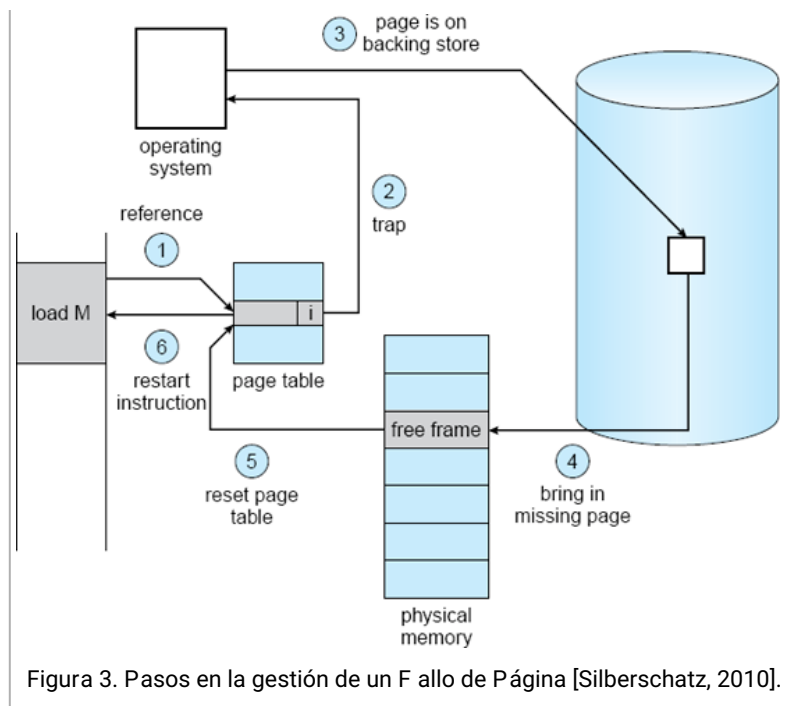 3
page is on
backing store
operating
system
2
trap
reference
1
load M
i
6
restart
instruction
page table
free frame
5
reset page
table
4
bring in
missing page
physical
memory
Figura 3. Pasos en la gestión de un F allo de Página [Silberschatz, 2010].